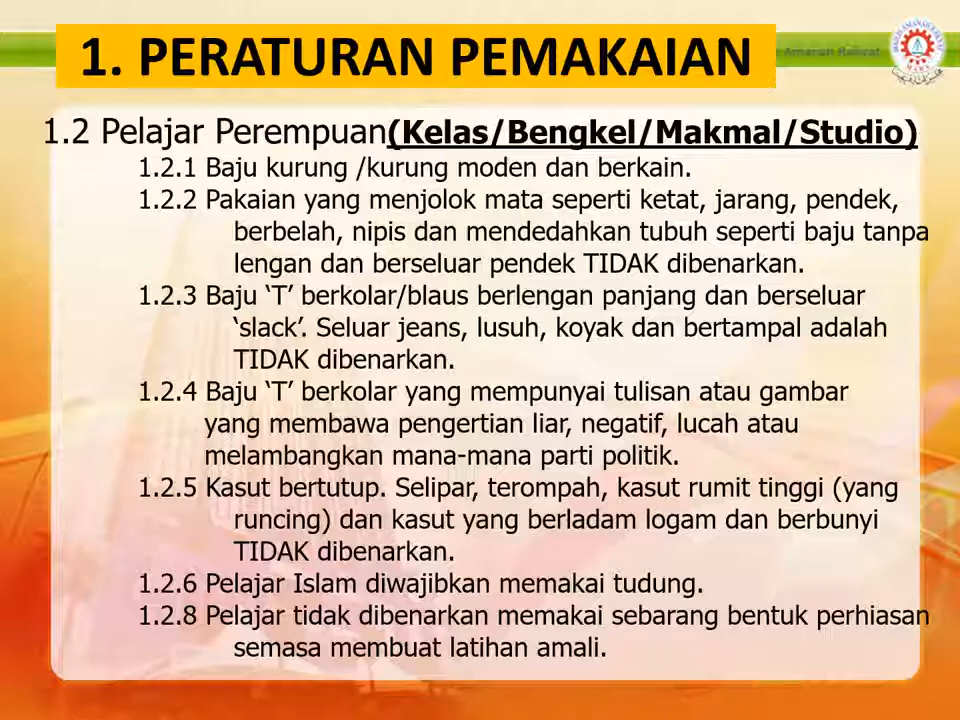 1. PERATURAN PEMAKAIAN
Amanah Rakyat
MARA
1.2 Pelajar Perempuan(Kelas/Bengkel/Makmal/Studio)
1.2.1 Baju kurung /kurung moden dan berkain.
1.2.2 Pakaian yang menjolok mata seperti ketat, jarang, pendek,
berbelah, nipis dan mendedahkan tubuh seperti baju tanpa
lengan dan berseluar pendek TIDAK dibenarkan.
1.2.3 Baju ‘T’ berkolar/blaus berlengan panjang dan berseluar
‘slack’. Seluar jeans, lusuh, koyak dan bertampal adalah
TIDAK dibenarkan.
1.2.4 Baju ‘T’ berkolar yang mempunyai tulisan atau gambar
yang membawa pengertian liar, negatif, lucah atau
melambangkan mana-mana parti politik.
1.2.5 Kasut bertutup. Selipar, terompah, kasut rumit tinggi (yang
runcing) dan kasut yang berladam logam dan berbunyi
TIDAK dibenarkan.
1.2.6 Pelajar Islam diwajibkan memakai tudung.
1.2.8 Pelajar tidak dibenarkan memakai sebarang bentuk perhiasan
semasa membuat latihan amali.